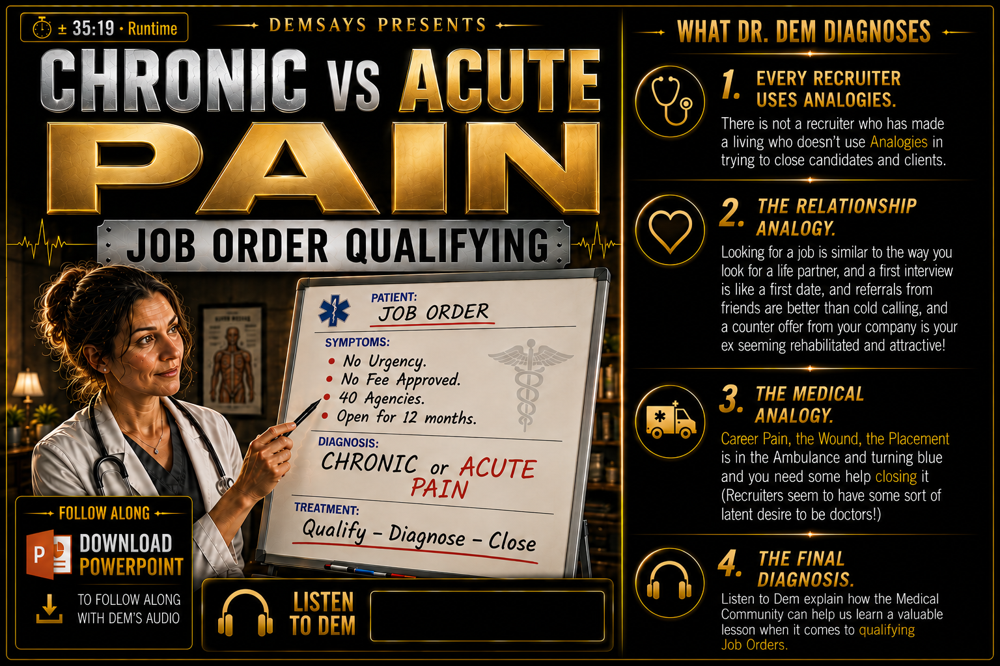 ± 35:19 • Runtime
DEMSAYS PRESENTS
CHRONIC VS ACUTE
PAIN
JOB ORDER QUALIFYING
PATIENT:
JOB ORDER
SYMPTOMS:
• No Urgency.
• No Fee Approved.
• 40 Agencies.
• Open for 12 months.
DIAGNOSIS:
CHRONIC or ACUTE
PAIN
TREATMENT:
Qualify – Diagnose – Close
FOLLOW ALONG
P
DOWNLOAD
POWERPOINT
TO FOLLOW ALONG
WITH DEM'S AUDIO
LISTEN
TO DEM
WHAT DR. DEM DIAGNOSES
1. EVERY RECRUITER
USES ANALOGIES.
There is not a recruiter who has made
a living who doesn't use Analogies in
trying to close candidates and clients.
2. THE RELATIONSHIP
ANALOGY.
Looking for a job is similar to the way you
look for a life partner, and a first interview
is like a first date, and referrals from
friends are better than cold calling, and
a counter offer from your company is your
ex seeming rehabilitated and attractive!
3. THE MEDICAL
ANALOGY.
Career Pain, the Wound, the Placement
is in the Ambulance and turning blue
and you need some help closing it
(Recruiters seem to have some sort of
latent desire to be doctors!)
4. THE FINAL
DIAGNOSIS.
Listen to Dem explain how the Medical
Community can help us learn a valuable
lesson when it comes to qualifying
Job Orders.